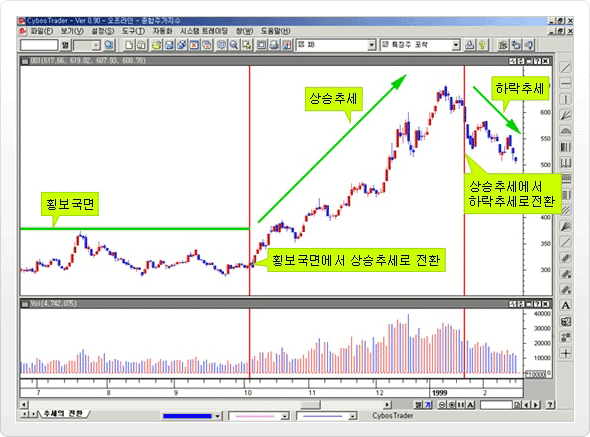 CybosTrader - Ver 0,90 - 오프라인 - 종합주가지수
파일(F) 보기(V) 설정(S) 도구(T) 자동화 시스템 트레이딩 창(W) 도움말(H)
월 XB 특징주 포착
001(617.66, 619.82, 607.93, 608.78)
상승추세
하락추세
600
550
500
상승추세에서
하락추세로전환
횡보국면
400
350
횡보국면에서 상승추세로 전환
300
Vol(4,742,075)
40000
30000
20000
10000
0
7 8 9 10 11 12 1999 2
추세의 전환
CybosTrader